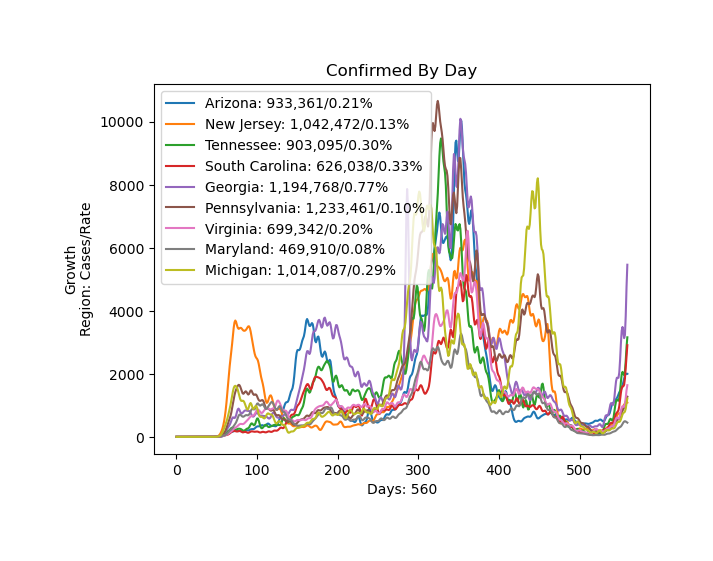 Confirmed By Day
Arizona: 933,361/0.21%
New Jersey: 1,042,472/0.13%
Tennessee: 903,095/0.30%
South Carolina: 626,038/0.33%
Georgia: 1,194,768/0.77%
Pennsylvania: 1,233,461/0.10%
Virginia: 699,342/0.20%
Maryland: 469,910/0.08%
Michigan: 1,014,087/0.29%
Growth
Region: Cases/Rate
10000
8000
6000
4000
2000
0
0 100 200 300 400 500
Days: 560